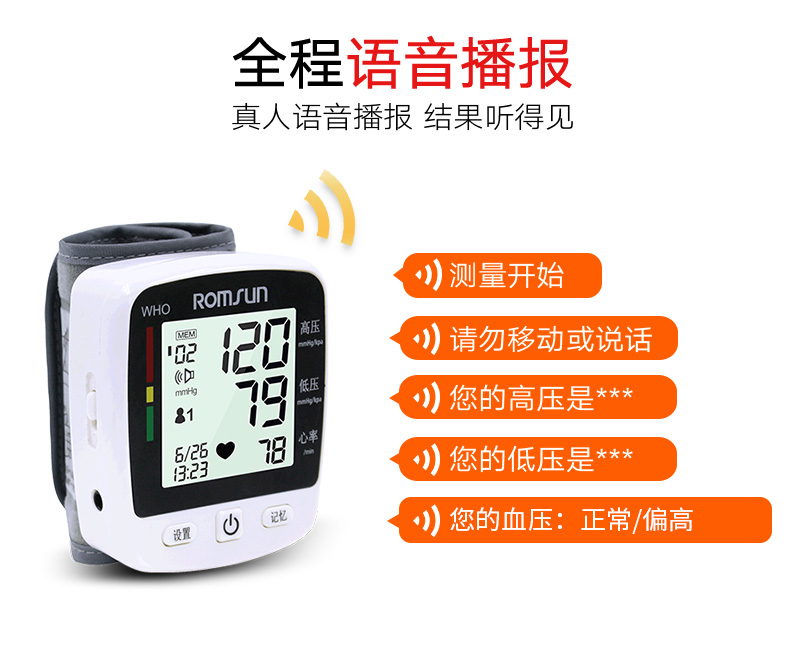 全程语音播报
真人语音播报 结果听得见
WHO
ROMSUN
MEM
02
mmHg
1
6/26
13:23
120
79
78
高压
mmHg/kpa
低压
mmHg/kpa
心率
/min
设置
记忆
测量开始
请勿移动或说话
您的高压是***
您的低压是***
您的血压：正常/偏高